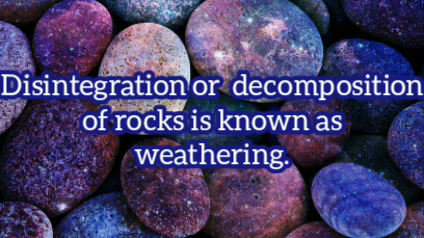 Disintegration or decomposition
of rocks is known as
weathering.